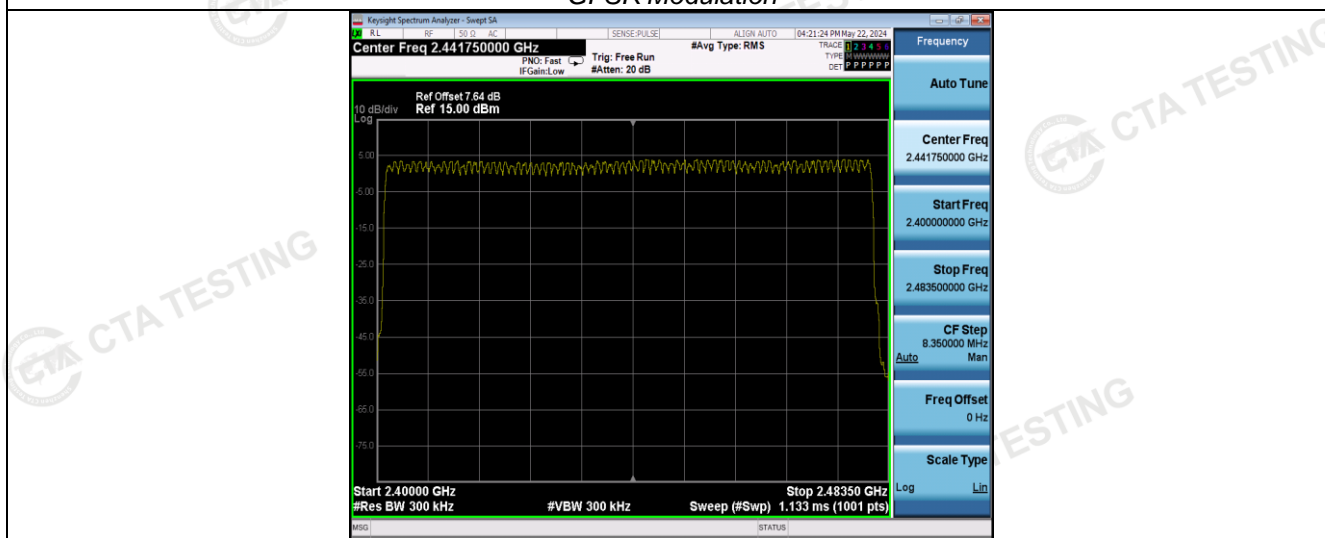 GFSK Modulation
Keysight Spectrum Analyzer - Swept SA
RL RF 50 Ω AC SENSE:PULSE ALIGN AUTO 04:21:24 PM May 22, 2024
Center Freq 2.441750000 GHz
PNO: Fast
IFGain:Low
Trig: Free Run
#Atten: 20 dB
#Avg Type: RMS
TRACE 1 2 3 4 5 6
TYPE M WWWWW
DET P P P P P P
Ref Offset 7.64 dB
10 dB/div Ref 15.00 dBm
Log
5.00
-5.00
-15.0
-25.0
-35.0
-45.0
-55.0
-65.0
-75.0
Start 2.40000 GHz
Stop 2.48350 GHz
#Res BW 300 kHz
#VBW 300 kHz
Sweep (#Swp) 1.133 ms (1001 pts)
MSG
STATUS
Frequency
Auto Tune
Center Freq
2.441750000 GHz
Start Freq
2.400000000 GHz
Stop Freq
2.483500000 GHz
CF Step
8.350000 MHz
Auto Man
Freq Offset
0 Hz
Scale Type
Log Lin
CTA TESTING
CTA TESTING
TESTING